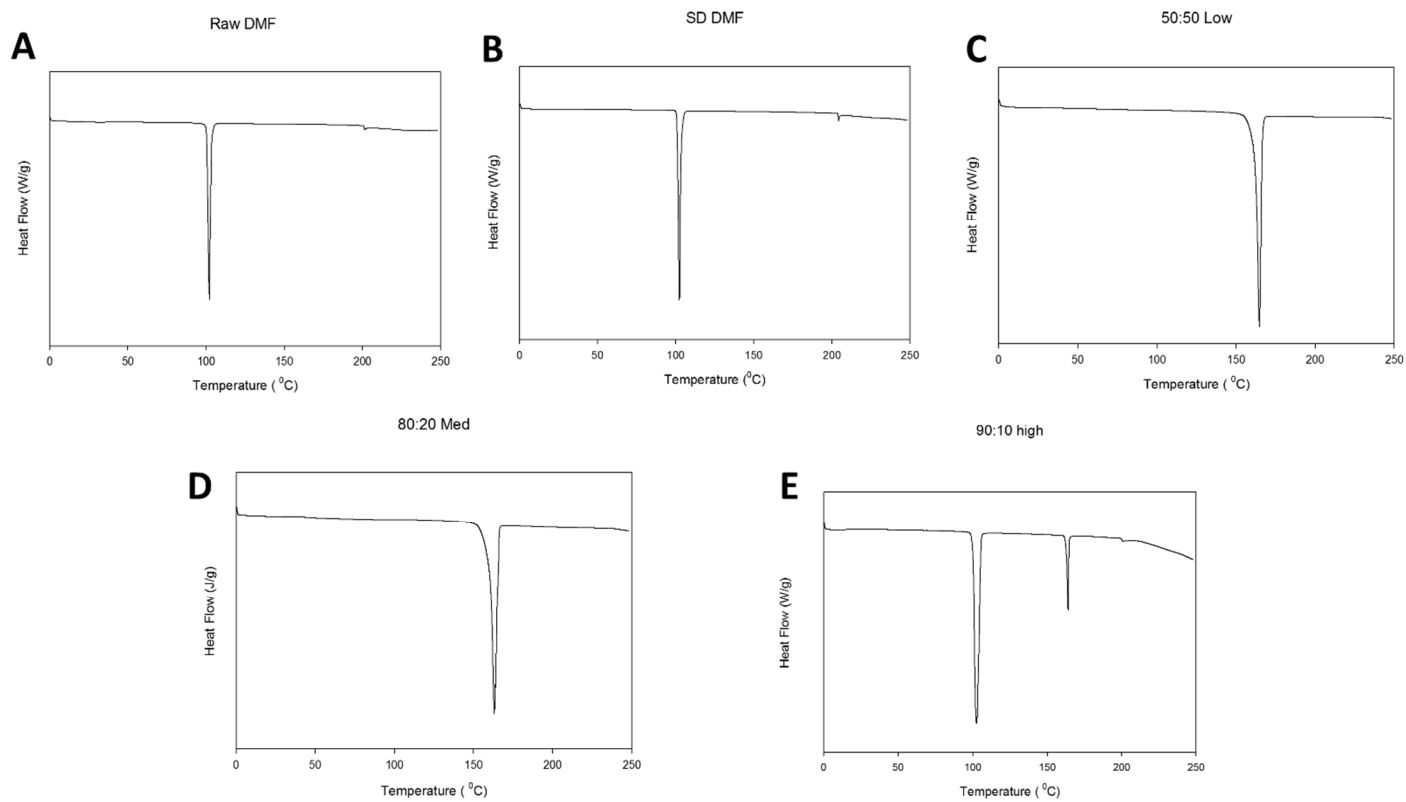 Raw DMF
SD DMF
50:50 Low
A
B
C
Heat Flow (W/g)
Heat Flow (W/g)
Heat Flow (W/g)
0 50 100 150 200 250
0 50 100 150 200 250
0 50 100 150 200 250
Temperature ( ⁰C)
Temperature (⁰C)
Temperature ( ⁰C)
80:20 Med
90:10 high
D
E
Heat Flow (J/g)
Heat Flow (W/g)
0 50 100 150 200 250
0 50 100 150 200 250
Temperature ( ⁰C)
Temperature ( ⁰C)